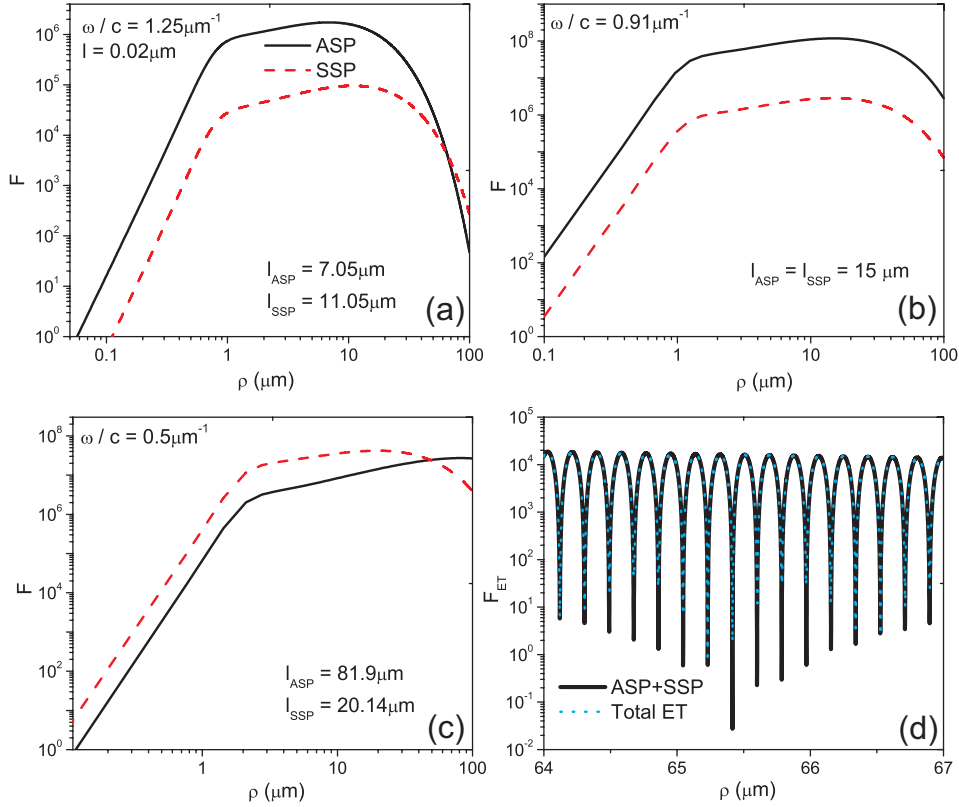 ω / c = 1.25μm⁻¹
l = 0.02μm
ASP
SSP
10⁶
10⁵
10⁴
10³
10²
10¹
10⁰
F
l_ASP = 7.05μm
l_SSP = 11.05μm
(a)
0.1 1 10 100
ρ (μm)
ω / c = 0.91μm⁻¹
10⁸
10⁶
10⁴
10²
10⁰
F
l_ASP = l_SSP = 15 μm
(b)
0.1 1 10 100
ρ (μm)
ω / c = 0.5μm⁻¹
10⁸
10⁶
10⁴
10²
10⁰
F
l_ASP = 81.9μm
l_SSP = 20.14μm
(c)
1 10 100
ρ (μm)
10⁵
10⁴
10³
10²
10¹
10⁰
10⁻¹
10⁻²
F_ET
ASP+SSP
Total ET
(d)
64 65 66 67
ρ (μm)